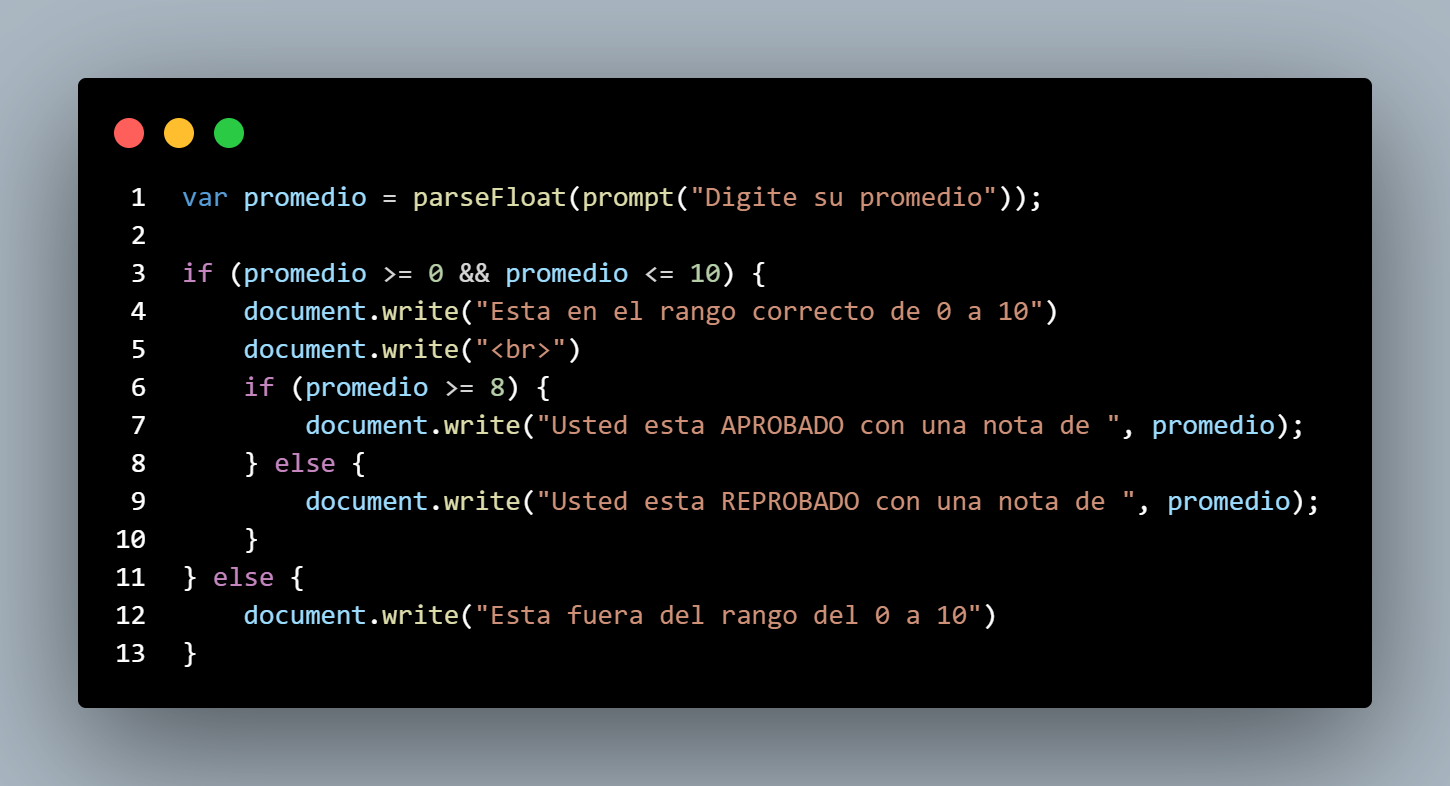 1 var promedio = parseFloat(prompt("Digite su promedio"));
2
3 if (promedio >= 0 && promedio <= 10) {
4     document.write("Esta en el rango correcto de 0 a 10")
5     document.write("<br>")
6     if (promedio >= 8) {
7         document.write("Usted esta APROBADO con una nota de ", promedio);
8     } else {
9         document.write("Usted esta REPROBADO con una nota de ", promedio);
10     }
11 } else {
12     document.write("Esta fuera del rango del 0 a 10")
13 }